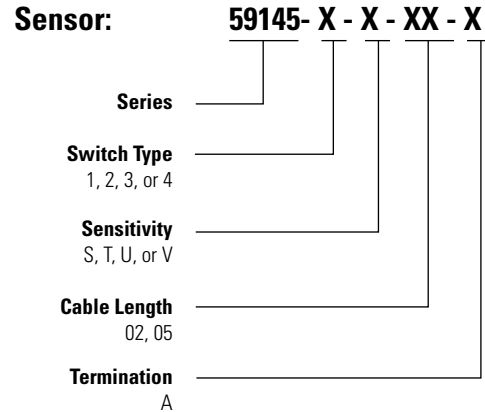 Sensor: 59145- X - X - XX - X
Series
Switch Type
1, 2, 3, or 4
Sensitivity
S, T, U, or V
Cable Length
02, 05
Termination
A